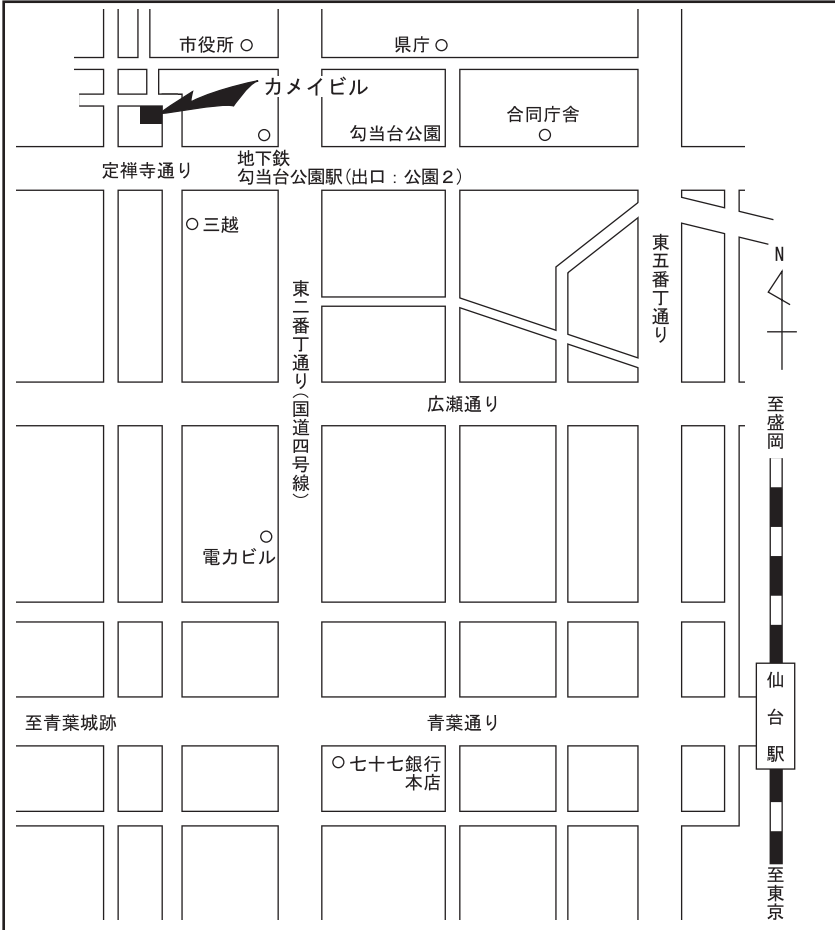 市役所
県庁
カメイビル
合同庁舎
勾当台公園
地下鉄
勾当台公園駅(出口：公園2)
定禅寺通り
三越
東五番丁通り
N
東二番丁通り(国道四号線)
広瀬通り
至盛岡
電力ビル
仙台駅
至青葉城跡
青葉通り
七十七銀行
本店
至東京